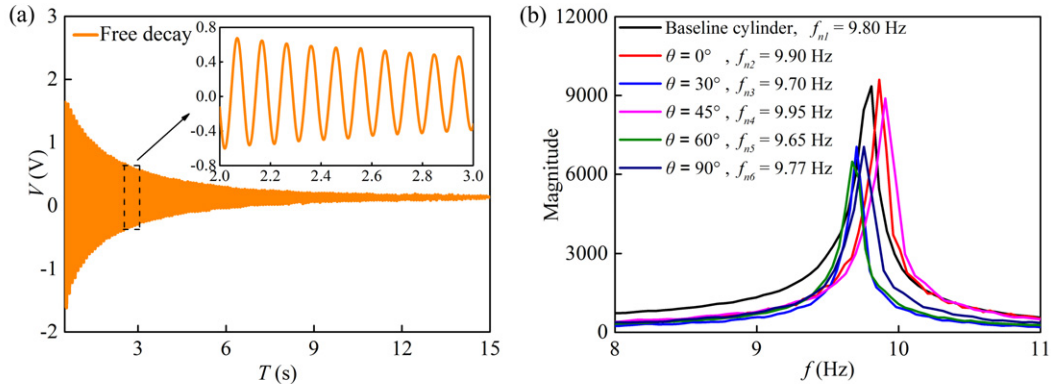 (a)
3
2
1
0
-1
-2
V (V)
Free decay
0.8
0.4
0.0
-0.4
-0.8
2.0 2.2 2.4 2.6 2.8 3.0
3 6 9 12 15
T (s)
(b)
12000
9000
6000
3000
0
Magnitude
Baseline cylinder, fn1 = 9.80 Hz
θ = 0° , fn2 = 9.90 Hz
θ = 30° , fn3 = 9.70 Hz
θ = 45° , fn4 = 9.95 Hz
θ = 60° , fn5 = 9.65 Hz
θ = 90° , fn6 = 9.77 Hz
8 9 10 11
f (Hz)